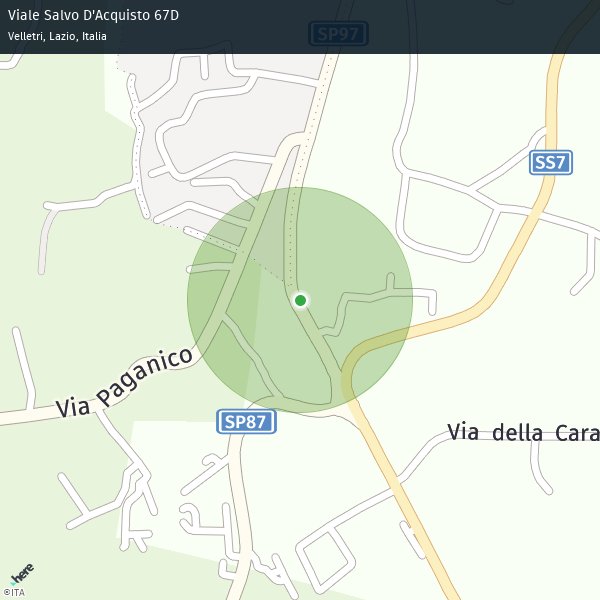 Viale Salvo D'Acquisto 67D
Velletri, Lazio, Italia
SP97
SS7
Via Paganico
SP87
Via della Cara
here
©ITA